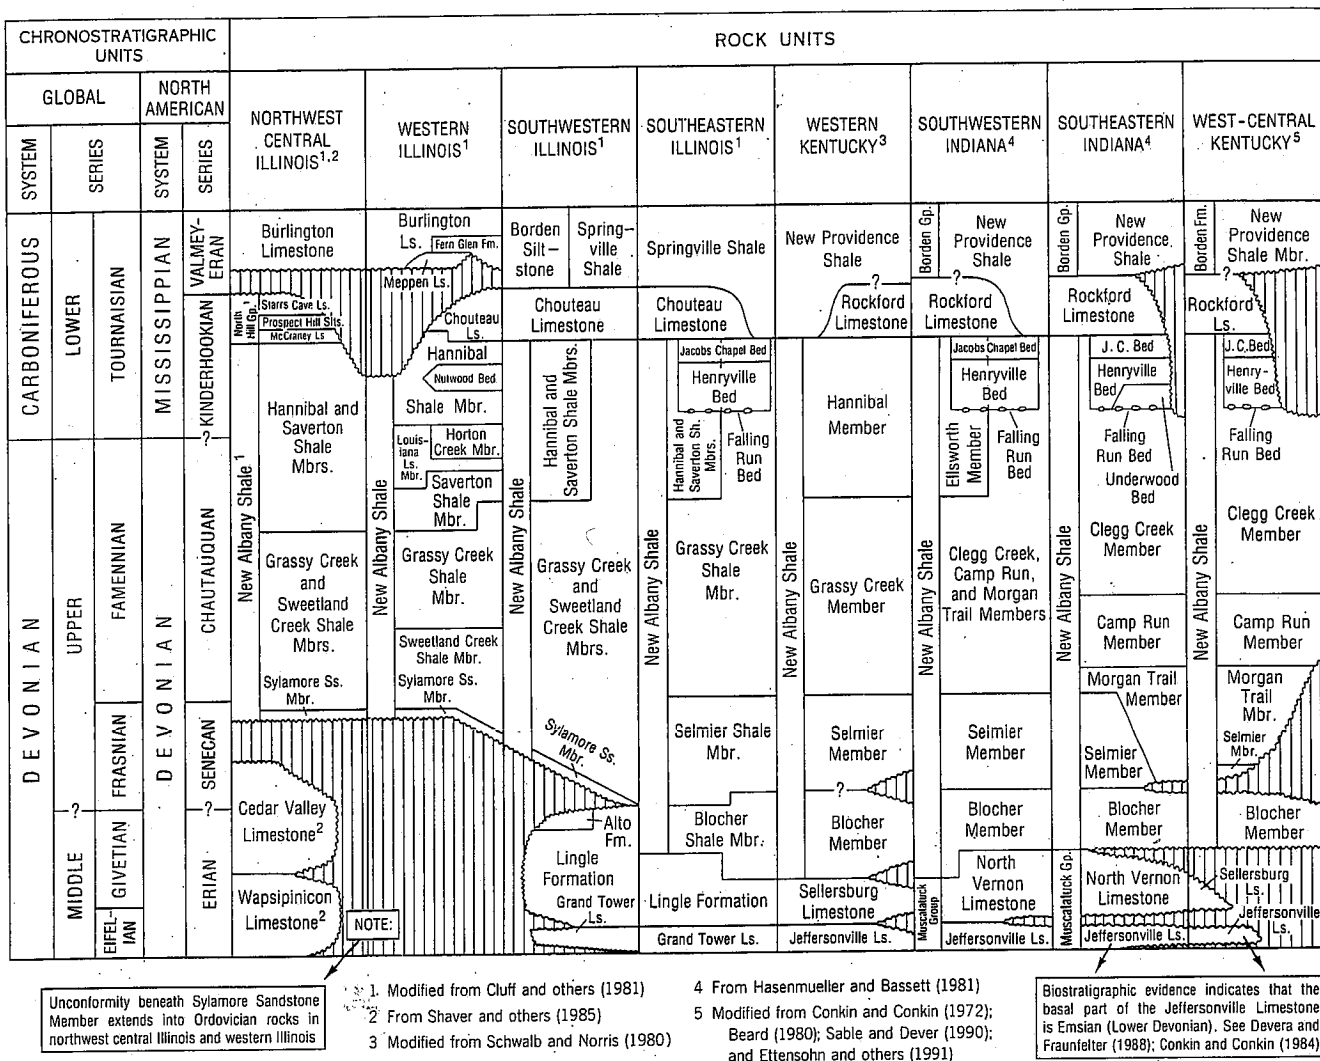 CHRONOSTRATIGRAPHIC
UNITS
ROCK UNITS
GLOBAL
NORTH
AMERICAN
SYSTEM
SERIES
SYSTEM
SERIES
NORTHWEST
CENTRAL
ILLINOIS1,2
WESTERN
ILLINOIS1
SOUTHWESTERN
ILLINOIS1
SOUTHEASTERN
ILLINOIS1
WESTERN
KENTUCKY3
SOUTHWESTERN
INDIANA4
SOUTHEASTERN
INDIANA4
WEST-CENTRAL
KENTUCKY5
CARBONIFEROUS
DEVONIAN
LOWER
UPPER
MIDDLE
TOURNAISIAN
FAMENNIAN
FRASNIAN
GIVETIAN
EIFEL-
IAN
?
MISSISSIPPIAN
DEVONIAN
VALMEY-
ERAN
KINDERHOOKIAN
?
CHAUTAUQUAN
SENECAN
?
ERIAN
Burlington
Limestone
North
Hill Gp.1
Starrs Cave Ls.
Prospect Hill Slts.
McCraney Ls
New Albany Shale1
Hannibal and
Saverton
Shale
Mbrs.
Grassy Creek
and
Sweetland
Creek Shale
Mbrs.
Sylamore Ss.
Mbr.
Cedar Valley
Limestone2
Wapsipinicon
Limestone2
NOTE:
Burlington
Ls.
Fern Glen Fm.
Meppen Ls.
Chouteau
Ls.
New Albany Shale
Hannibal
Nutwood Bed
Shale Mbr.
Louis-
iana
Ls.
Mbr.
Horton
Creek Mbr.
Saverton
Shale
Mbr.
Grassy Creek
Shale
Mbr.
Sweetland Creek
Shale Mbr.
Sylamore Ss.
Mbr.
Borden
Silt-
stone
Spring-
ville
Shale
Chouteau
Limestone
New Albany Shale
Hannibal and
Saverton Shale Mbrs.
Grassy Creek
and
Sweetland
Creek Shale
Mbrs.
Sylamore Ss.
Mbr.
Alto
Fm.
Lingle
Formation
Grand Tower
Ls.
Springville Shale
Chouteau
Limestone
New Albany Shale
Jacobs Chapel Bed
Henryville
Bed
Hannibal and
Saverton Sh.
Mbrs.
Falling
Run
Bed
Grassy Creek
Shale
Mbr.
Selmier Shale
Mbr.
Blocher
Shale Mbr.
Lingle Formation
Grand Tower Ls.
New Providence
Shale
?
Rockford
Limestone
New Albany Shale
Hannibal
Member
Grassy Creek
Member
Selmier
Member
?
Blocher
Member
Sellersburg
Limestone
Jeffersonville Ls.
Borden Gp.
New
Providence
Shale
?
Rockford
Limestone
New Albany Shale
Jacobs Chapel Bed
Henryville
Bed
Ellsworth
Member
Falling
Run
Bed
Clegg Creek,
Camp Run,
and Morgan
Trail Members
Selmier
Member
Blocher
Member
Muscatatuck
Group
North
Vernon
Limestone
Jeffersonville Ls.
Borden Gp.
New
Providence
Shale
Rockford
Limestone
New Albany Shale
J. C. Bed
Henryville
Bed
Falling
Run Bed
Underwood
Bed
Clegg Creek
Member
Camp Run
Member
Morgan Trail
Member
Selmier
Member
Blocher
Member
Muscatatuck Gp.
North Vernon
Limestone
Jeffersonville Ls.
Borden Fm.
New
Providence
Shale Mbr.
?
Rockford
Ls.
New Albany Shale
J.C. Bed
Henry-
ville Bed
Falling
Run Bed
Clegg Creek
Member
Camp Run
Member
Morgan
Trail
Mbr.
Selmier
Mbr.
Blocher
Member
Sellersburg
Ls.
Jeffersonville
Ls.
Unconformity beneath Sylamore Sandstone
Member extends into Ordovician rocks in
northwest central Illinois and western Illinois
1. Modified from Cluff and others (1981)
2 From Shaver and others (1985)
3 Modified from Schwalb and Norris (1980)
4 From Hasenmueller and Bassett (1981)
5 Modified from Conkin and Conkin (1972);
Beard (1980); Sable and Dever (1990);
and Ettensohn and others (1991)
Biostratigraphic evidence indicates that the
basal part of the Jeffersonville Limestone
is Emsian (Lower Devonian). See Devera and
Fraunfelter (1988); Conkin and Conkin (1984)